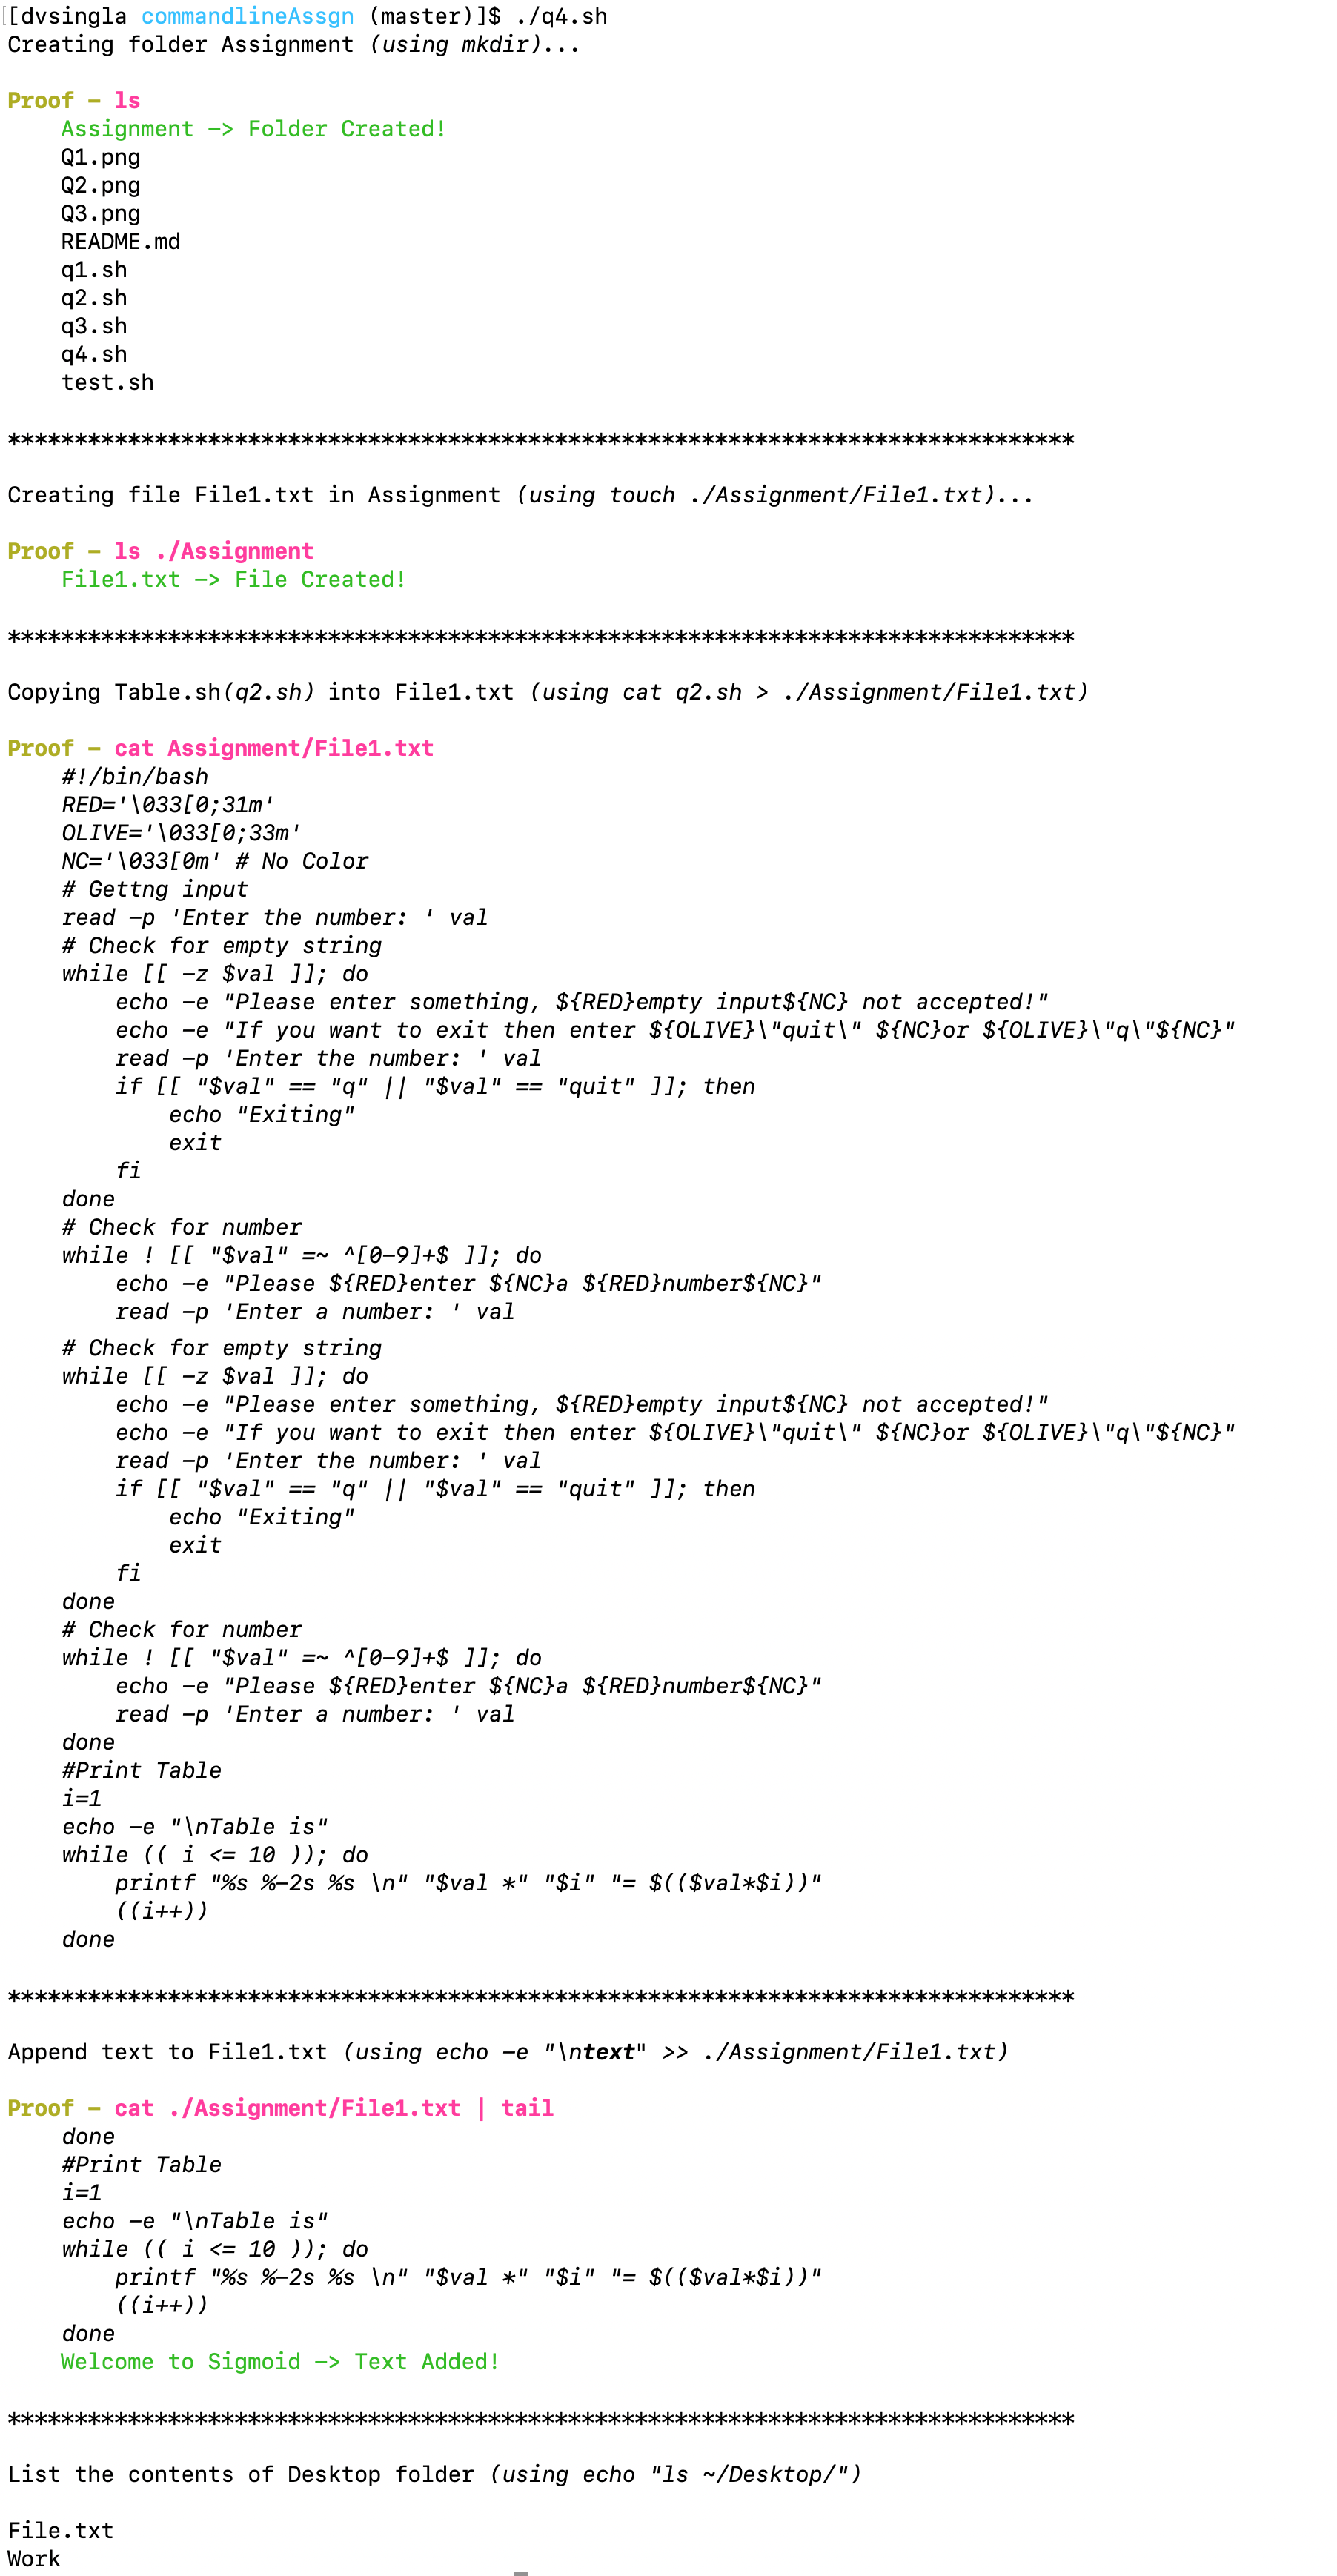 [[dvsingla commandlineAssgn (master)]$ ./q4.sh
Creating folder Assignment (using mkdir)...
Proof - ls
    Assignment -> Folder Created!
    Q1.png
    Q2.png
    Q3.png
    README.md
    q1.sh
    q2.sh
    q3.sh
    q4.sh
    test.sh
********************************************************************************
Creating file File1.txt in Assignment (using touch ./Assignment/File1.txt)...
Proof - ls ./Assignment
    File1.txt -> File Created!
********************************************************************************
Copying Table.sh(q2.sh) into File1.txt (using cat q2.sh > ./Assignment/File1.txt)
Proof - cat Assignment/File1.txt
    #!/bin/bash
    RED='\033[0;31m'
    OLIVE='\033[0;33m'
    NC='\033[0m' # No Color
    # Gettng input
    read -p 'Enter the number: ' val
    # Check for empty string
    while [[ -z $val ]]; do
        echo -e "Please enter something, ${RED}empty input${NC} not accepted!"
        echo -e "If you want to exit then enter ${OLIVE}\"quit\" ${NC}or ${OLIVE}\"q\"${NC}"
        read -p 'Enter the number: ' val
        if [[ "$val" == "q" || "$val" == "quit" ]]; then
            echo "Exiting"
            exit
        fi
    done
    # Check for number
    while ! [[ "$val" =~ ^[0-9]+$ ]]; do
        echo -e "Please ${RED}enter ${NC}a ${RED}number${NC}"
        read -p 'Enter a number: ' val
    # Check for empty string
    while [[ -z $val ]]; do
        echo -e "Please enter something, ${RED}empty input${NC} not accepted!"
        echo -e "If you want to exit then enter ${OLIVE}\"quit\" ${NC}or ${OLIVE}\"q\"${NC}"
        read -p 'Enter the number: ' val
        if [[ "$val" == "q" || "$val" == "quit" ]]; then
            echo "Exiting"
            exit
        fi
    done
    # Check for number
    while ! [[ "$val" =~ ^[0-9]+$ ]]; do
        echo -e "Please ${RED}enter ${NC}a ${RED}number${NC}"
        read -p 'Enter a number: ' val
    done
    #Print Table
    i=1
    echo -e "\nTable is"
    while (( i <= 10 )); do
        printf "%s %-2s %s \n" "$val *" "$i" "= $(($val*$i))"
        ((i++))
    done
********************************************************************************
Append text to File1.txt (using echo -e "\ntext" >> ./Assignment/File1.txt)
Proof - cat ./Assignment/File1.txt | tail
    done
    #Print Table
    i=1
    echo -e "\nTable is"
    while (( i <= 10 )); do
        printf "%s %-2s %s \n" "$val *" "$i" "= $(($val*$i))"
        ((i++))
    done
    Welcome to Sigmoid -> Text Added!
********************************************************************************
List the contents of Desktop folder (using echo "ls ~/Desktop/")
File.txt
Work